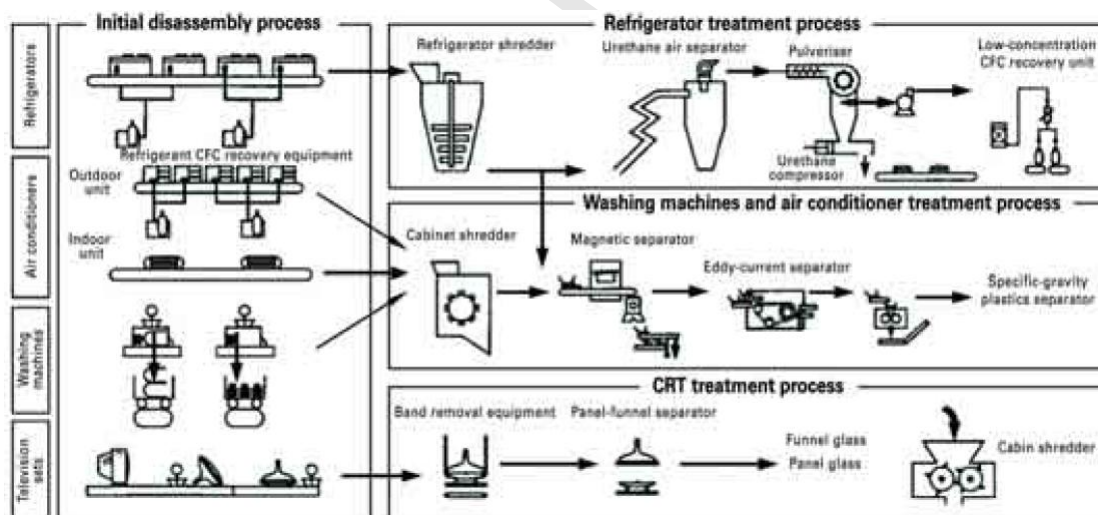 Initial disassembly process
Refrigerators
Refrigerant CFC recovery equipment
Air conditioners
Outdoor
unit
Indoor
unit
Washing
machines
Television
sets
Refrigerator treatment process
Refrigerator shredder
Urethane air separator
Pulveriser
Low-concentration
CFC recovery unit
Urethane
compressor
Washing machines and air conditioner treatment process
Cabinet shredder
Magnetic separator
Eddy-current separator
Specific-gravity
plastics separator
CRT treatment process
Band removal equipment
Panel-funnel separator
Funnel glass
Panel glass
Cabin shredder